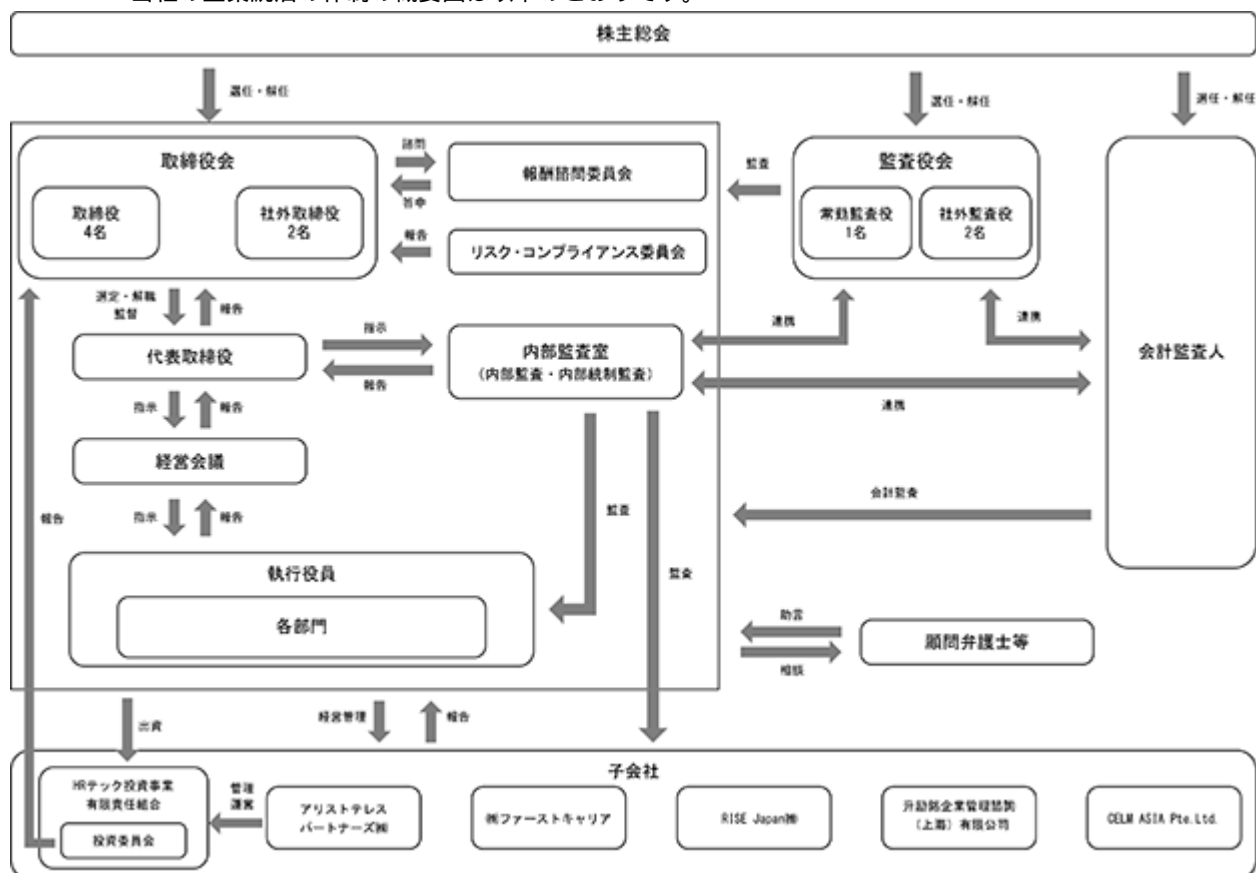 株主総会
選任・解任
選任・解任
選任・解任
取締役会
取締役
4名
社外取締役
2名
諮問
答申
報告
報酬諮問委員会
リスク・コンプライアンス委員会
監査
監査役会
常勤監査役
1名
社外監査役
2名
会計監査人
選定・解職
監督
報告
代表取締役
指示
報告
内部監査室
(内部監査・内部統制監査)
連携
連携
連携
指示
報告
経営会議
指示
報告
報告
監査
監査
会計監査
執行役員
各部門
助言
相談
顧問弁護士等
出資
経営管理
報告
子会社
HRテック投資事業
有限責任組合
投資委員会
管理
運営
アリストテレス
パートナーズ㈱
㈱ファーストキャリア
RISE Japan㈱
(上海)有限公司
CELM ASIA Pte.Ltd.